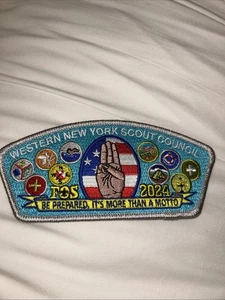 WESTERN NEW YORK SCOUT COUNCIL
FOS 2024
BE PREPARED, IT'S MORE THAN A MOTTO